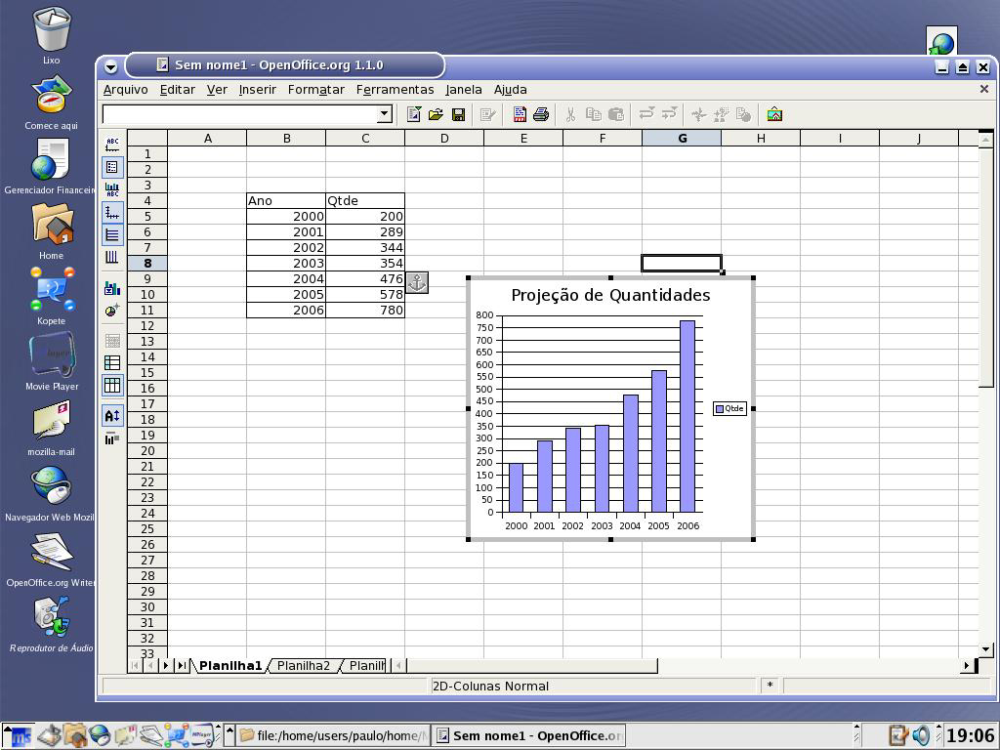 Lixo
Comece aqui
Gerenciador Financeir
Home
Kopete
Movie Player
mozilla-mail
Navegador Web Mozil
OpenOffice.org Writer
Reprodutor de Áudio
Sem nome1 - OpenOffice.org 1.1.0
Arquivo Editar Ver Inserir Formatar Ferramentas Janela Ajuda
A B C D E F G H I J
1
2
3
4 Ano Qtde
5 2000 200
6 2001 289
7 2002 344
8 2003 354
9 2004 476
10 2005 578
11 2006 780
12
13
14
15
16
17
18
19
20
21
22
23
24
25
26
27
28
29
30
31
32
33
Projeção de Quantidades
800
750
700
650
600
550
500
450
400
350
300
250
200
150
100
50
0
2000 2001 2002 2003 2004 2005 2006
Qtde
Planilha1 Planilha2 Planilh
2D-Colunas Normal *
file:/home/users/paulo/home/ Sem nome1 - OpenOffice.or 19:06